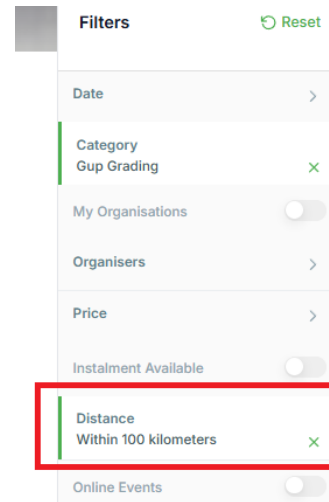 Filters
Reset
Date
Category
Gup Grading
My Organisations
Organisers
Price
Instalment Available
Distance
Within 100 kilometers
Online Events